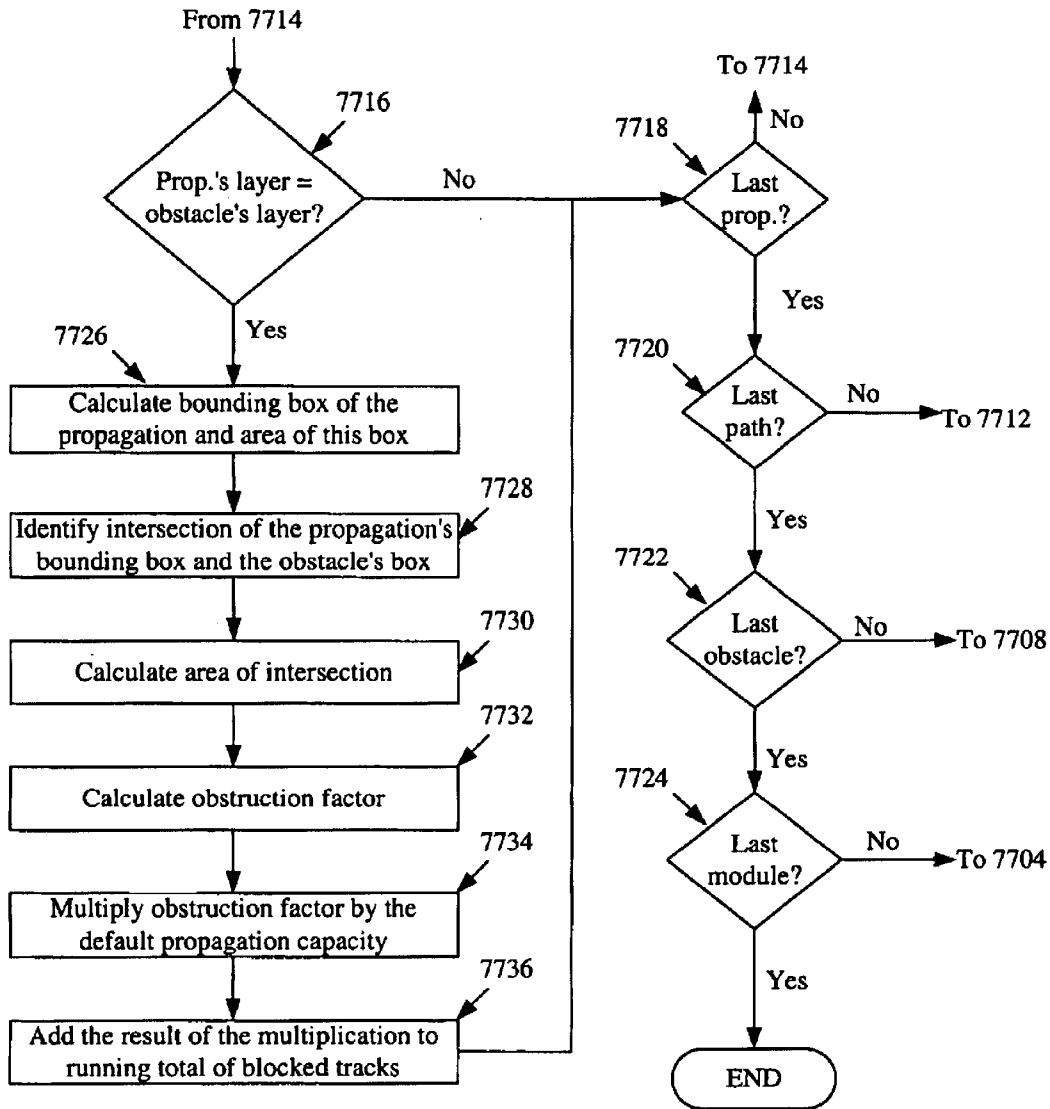 From 7714
7716
Prop.'s layer =
obstacle's layer?
No
Yes
7726
Calculate bounding box of the
propagation and area of this box
7728
Identify intersection of the propagation's
bounding box and the obstacle's box
7730
Calculate area of intersection
7732
Calculate obstruction factor
7734
Multiply obstruction factor by the
default propagation capacity
7736
Add the result of the multiplication to
running total of blocked tracks
To 7714
No
7718
Last
prop.?
Yes
7720
Last
path?
No
To 7712
Yes
7722
Last
obstacle?
No
To 7708
Yes
7724
Last
module?
No
To 7704
Yes
END